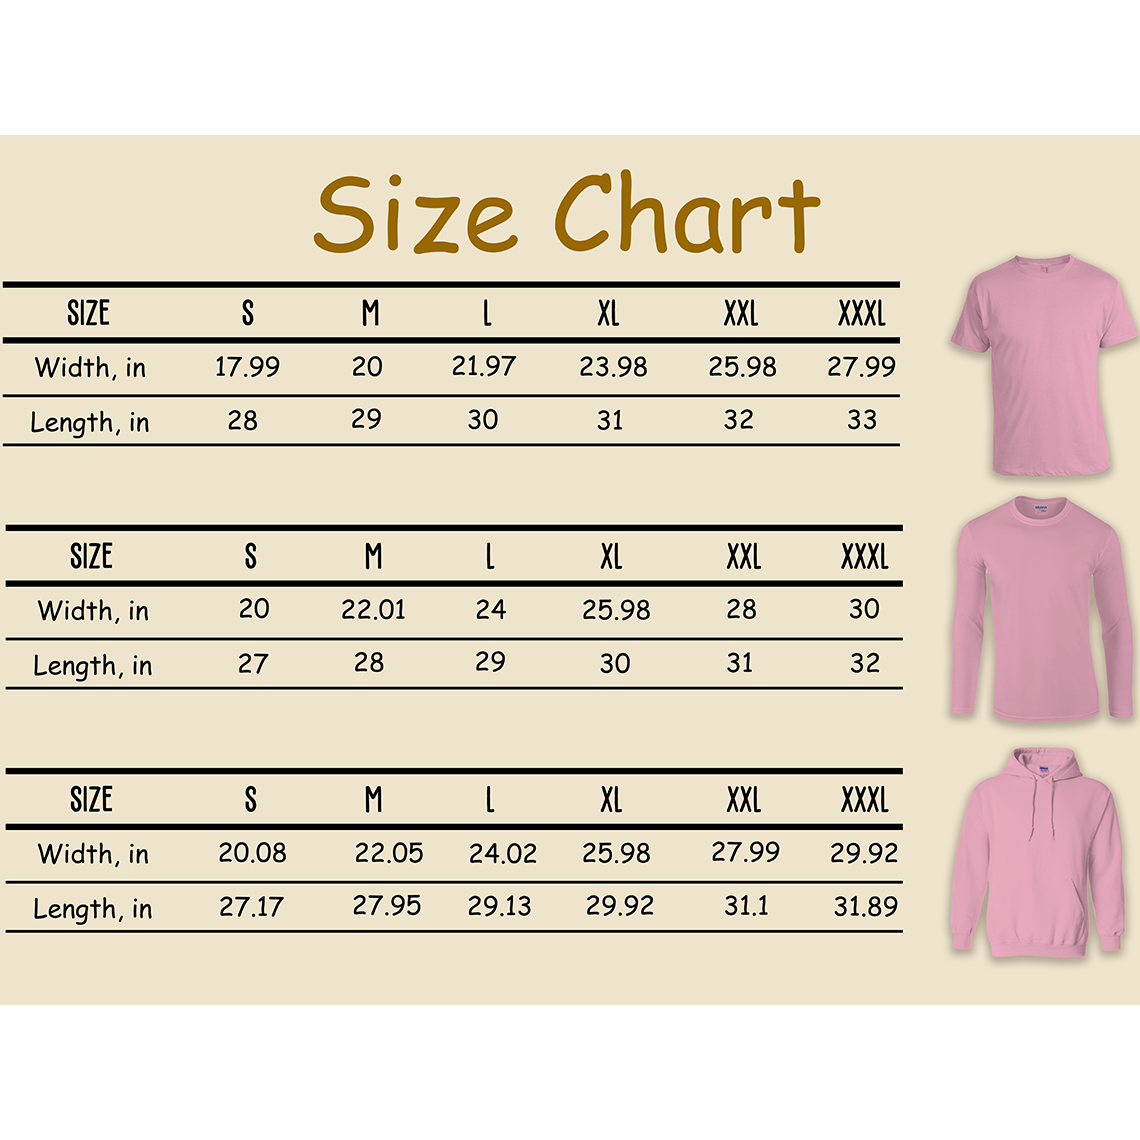 Size Chart
SIZE S M L XL XXL XXXL
Width, in 17.99 20 21.97 23.98 25.98 27.99
Length, in 28 29 30 31 32 33
SIZE S M L XL XXL XXXL
Width, in 20 22.01 24 25.98 28 30
Length, in 27 28 29 30 31 32
SIZE S M L XL XXL XXXL
Width, in 20.08 22.05 24.02 25.98 27.99 29.92
Length, in 27.17 27.95 29.13 29.92 31.1 31.89